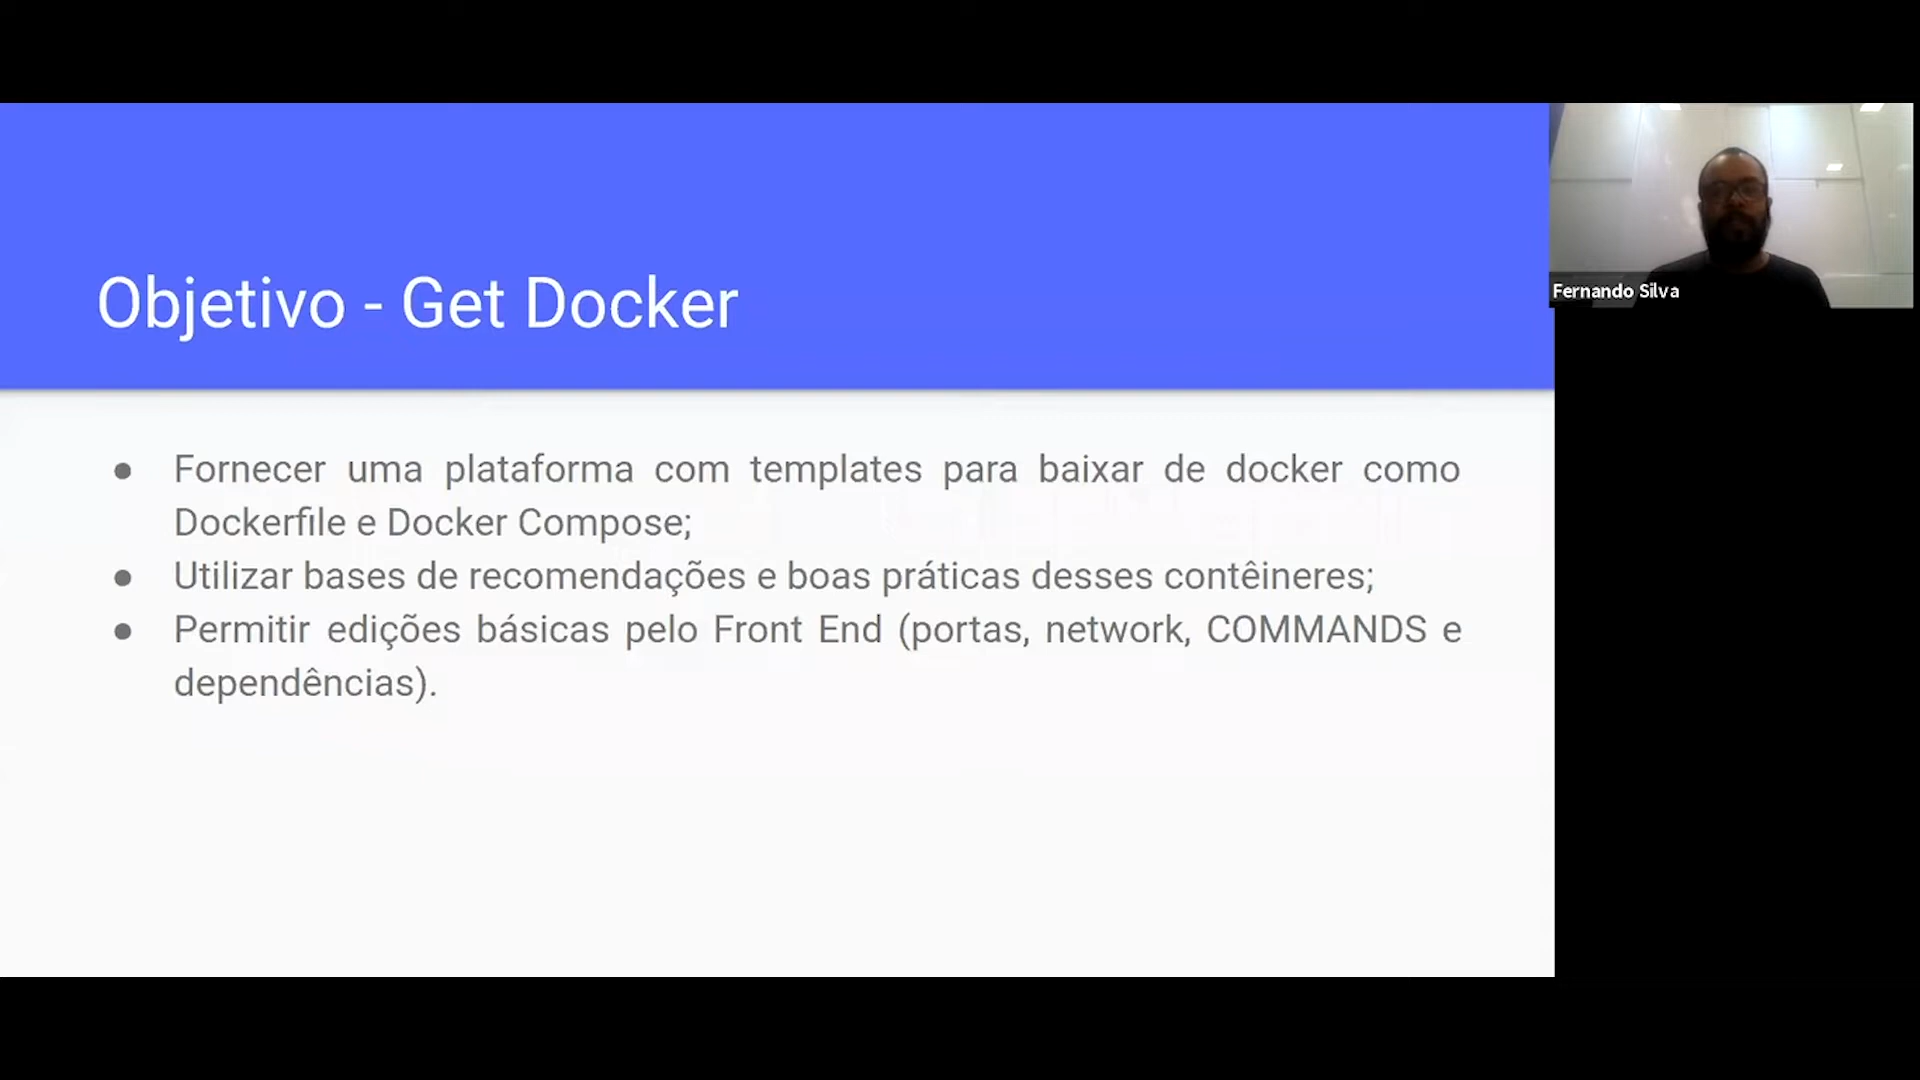 Objetivo - Get Docker
● Fornecer uma plataforma com templates para baixar de docker como
Dockerfile e Docker Compose;
● Utilizar bases de recomendações e boas práticas desses contêineres;
● Permitir edições básicas pelo Front End (portas, network, COMMANDS e
dependências).
Fernando Silva